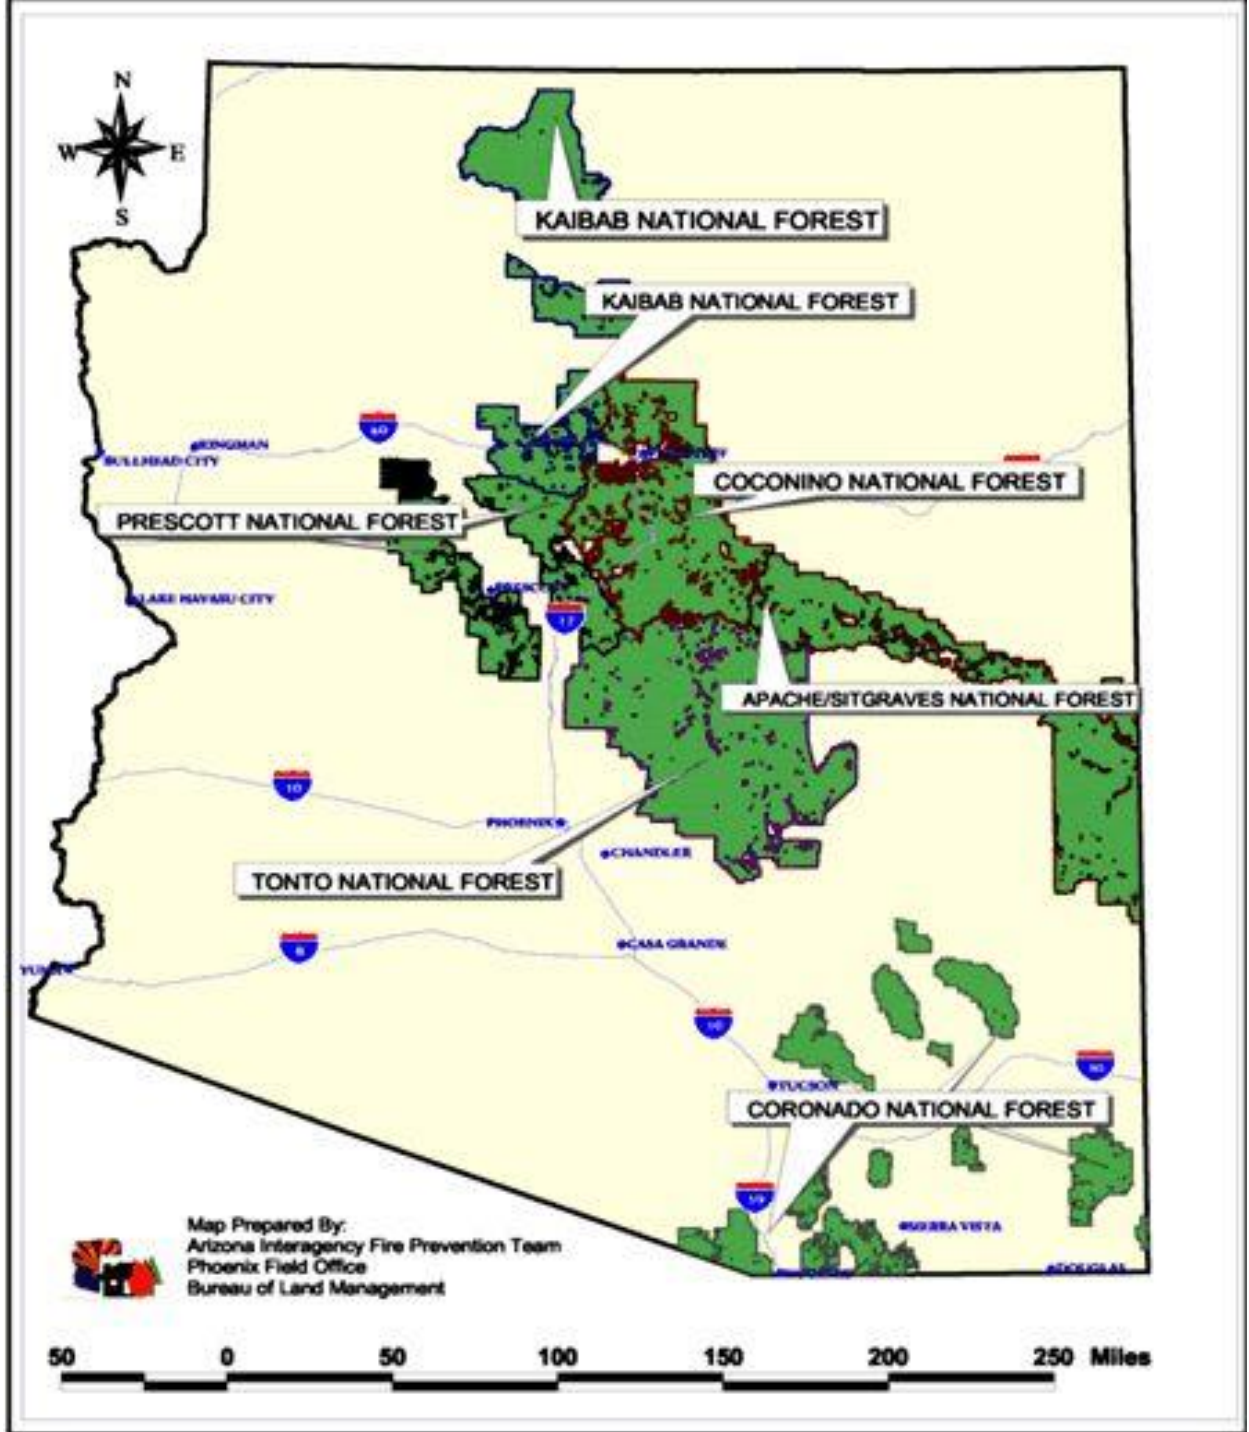 N
W E
S
KAIBAB NATIONAL FOREST
KAIBAB NATIONAL FOREST
40
KINGMAN
BULLHEAD CITY
COCONINO NATIONAL FOREST
PRESCOTT NATIONAL FOREST
LAKE HAVASU CITY
17
APACHE/SITGRAVES NATIONAL FOREST
10
PHOENIX
CHANDLER
TONTO NATIONAL FOREST
8
CASA GRANDE
10
10
TUCSON
CORONADO NATIONAL FOREST
19
SIERRA VISTA
DOUGLAS
Map Prepared By:
Arizona Interagency Fire Prevention Team
Phoenix Field Office
Bureau of Land Management
50 0 50 100 150 200 250 Miles